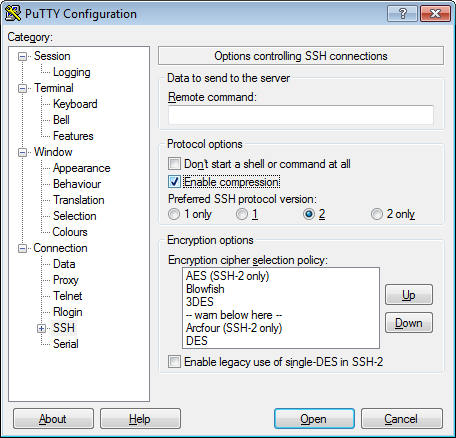 PuTTY Configuration
Category:
Session
Logging
Terminal
Keyboard
Bell
Features
Window
Appearance
Behaviour
Translation
Selection
Colours
Connection
Data
Proxy
Telnet
Rlogin
SSH
Serial
Options controlling SSH connections
Data to send to the server
Remote command:
Protocol options
Don't start a shell or command at all
Enable compression
Preferred SSH protocol version:
1 only 1 2 2 only
Encryption options
Encryption cipher selection policy:
AES (SSH-2 only)
Blowfish
3DES
-- warn below here --
Arcfour (SSH-2 only)
DES
Up
Down
Enable legacy use of single-DES in SSH-2
About Help Open Cancel